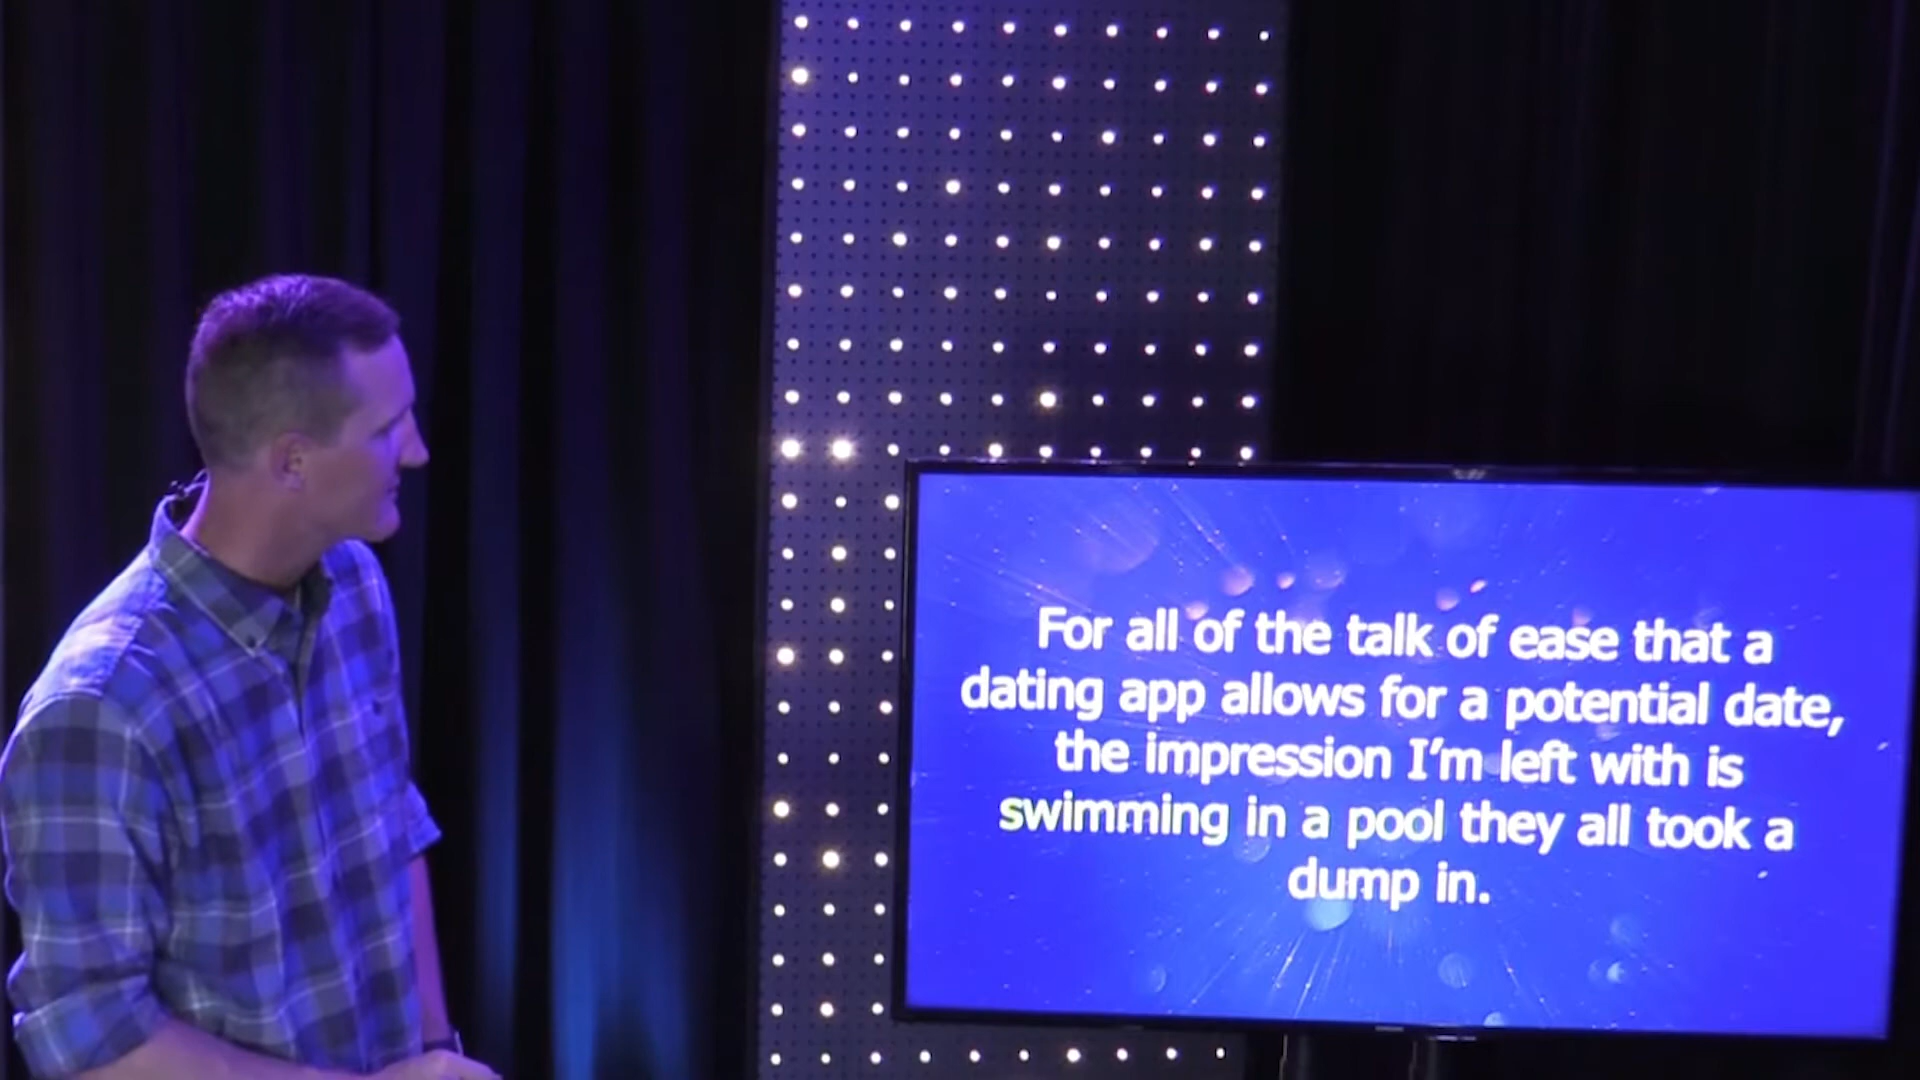 For all of the talk of ease that a
dating app allows for a potential date,
the impression I'm left with is
swimming in a pool they all took a
dump in.